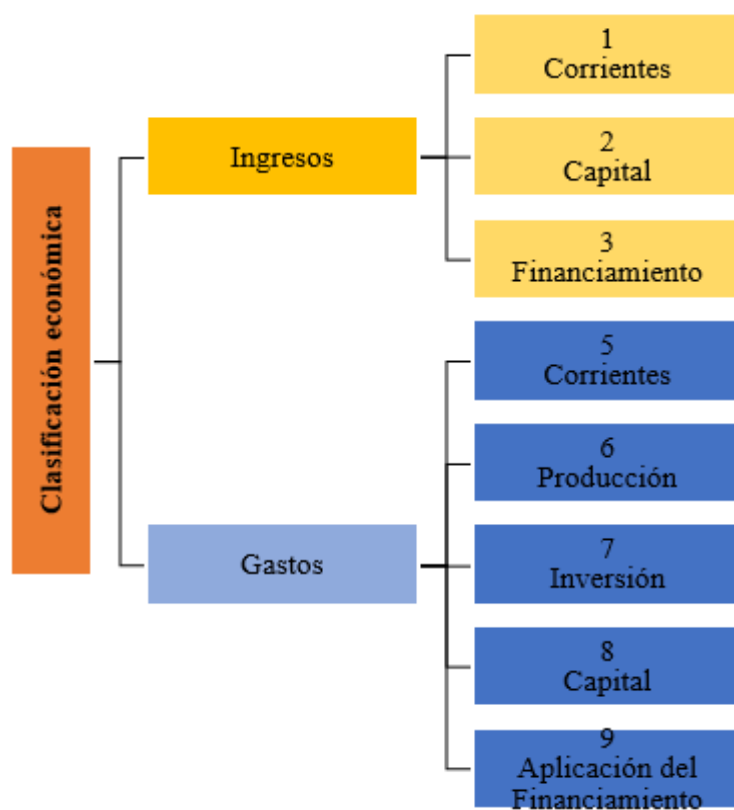 Clasificación económica
Ingresos
1
Corrientes
2
Capital
3
Financiamiento
Gastos
5
Corrientes
6
Producción
7
Inversión
8
Capital
9
Aplicación del
Financiamiento